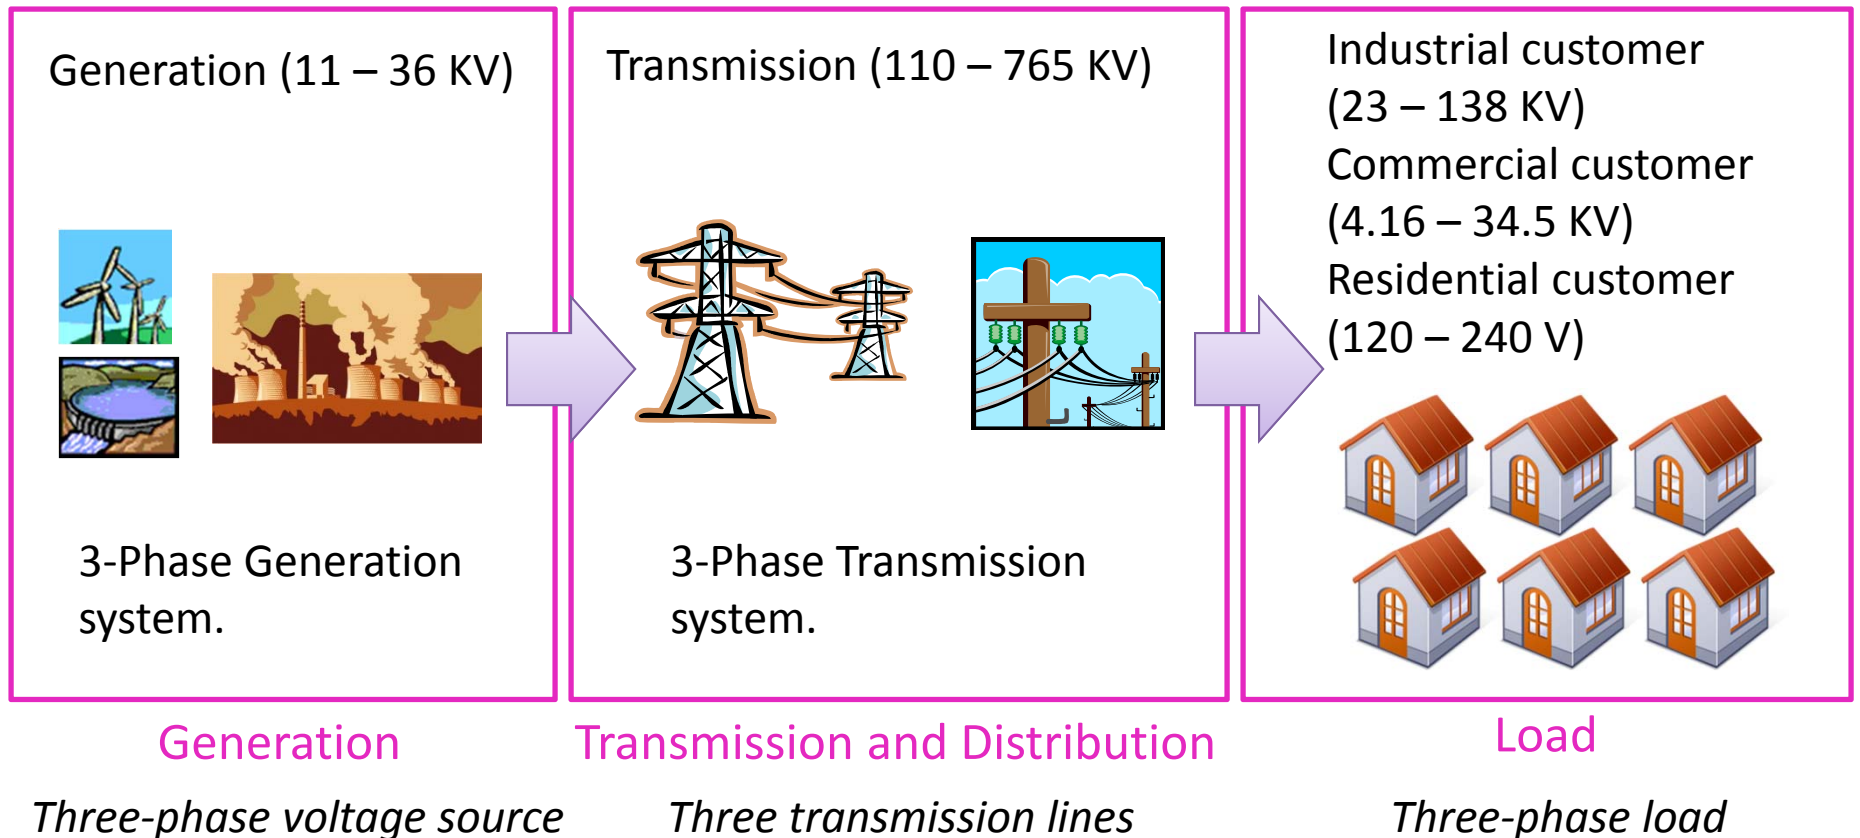 Generation (11 – 36 KV)
3-Phase Generation
system.
Transmission (110 – 765 KV)
3-Phase Transmission
system.
Industrial customer
(23 – 138 KV)
Commercial customer
(4.16 – 34.5 KV)
Residential customer
(120 – 240 V)
Generation
Transmission and Distribution
Load
Three-phase voltage source
Three transmission lines
Three-phase load